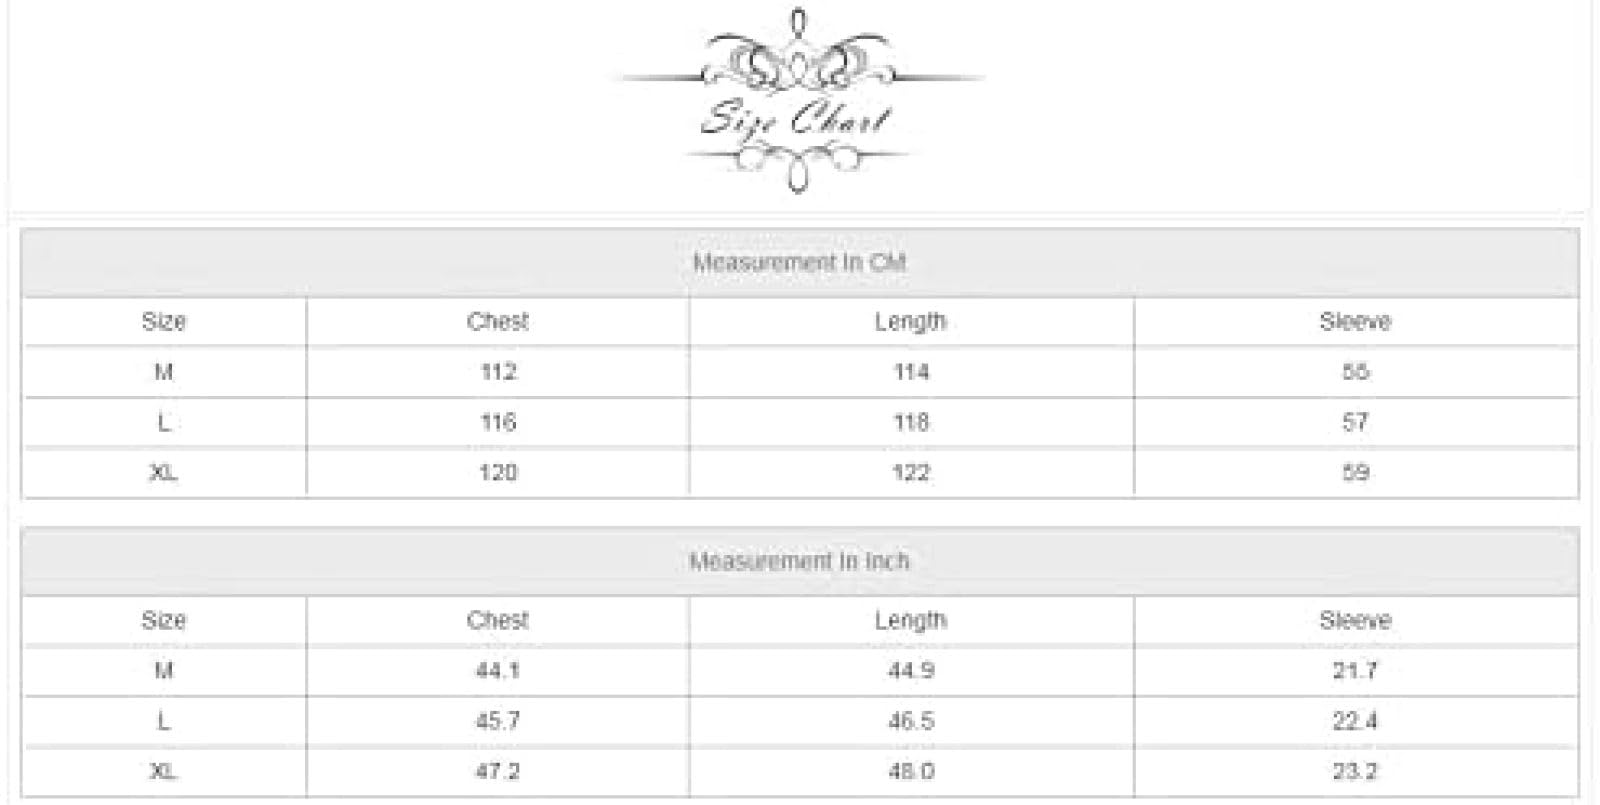 Size Chart
Measurement In CM
Size Chest Length Sleeve
M 112 114 55
L 116 118 57
XL 120 122 59
Measurement In Inch
Size Chest Length Sleeve
M 44.1 44.9 21.7
L 45.7 46.5 22.4
XL 47.2 48.0 23.2